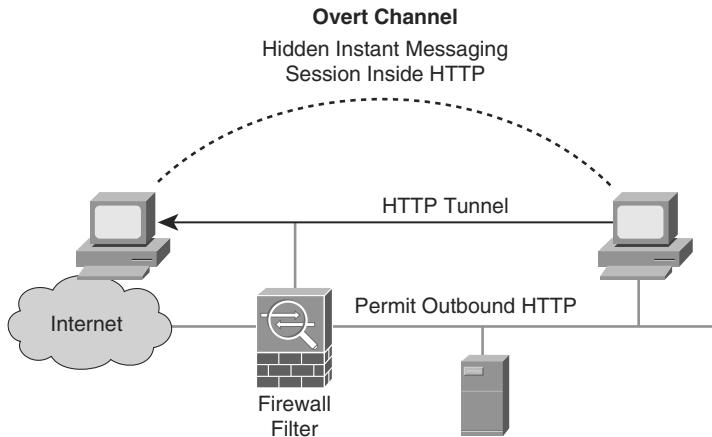 Overt Channel
Hidden Instant Messaging
Session Inside HTTP
HTTP Tunnel
Permit Outbound HTTP
Internet
Firewall
Filter